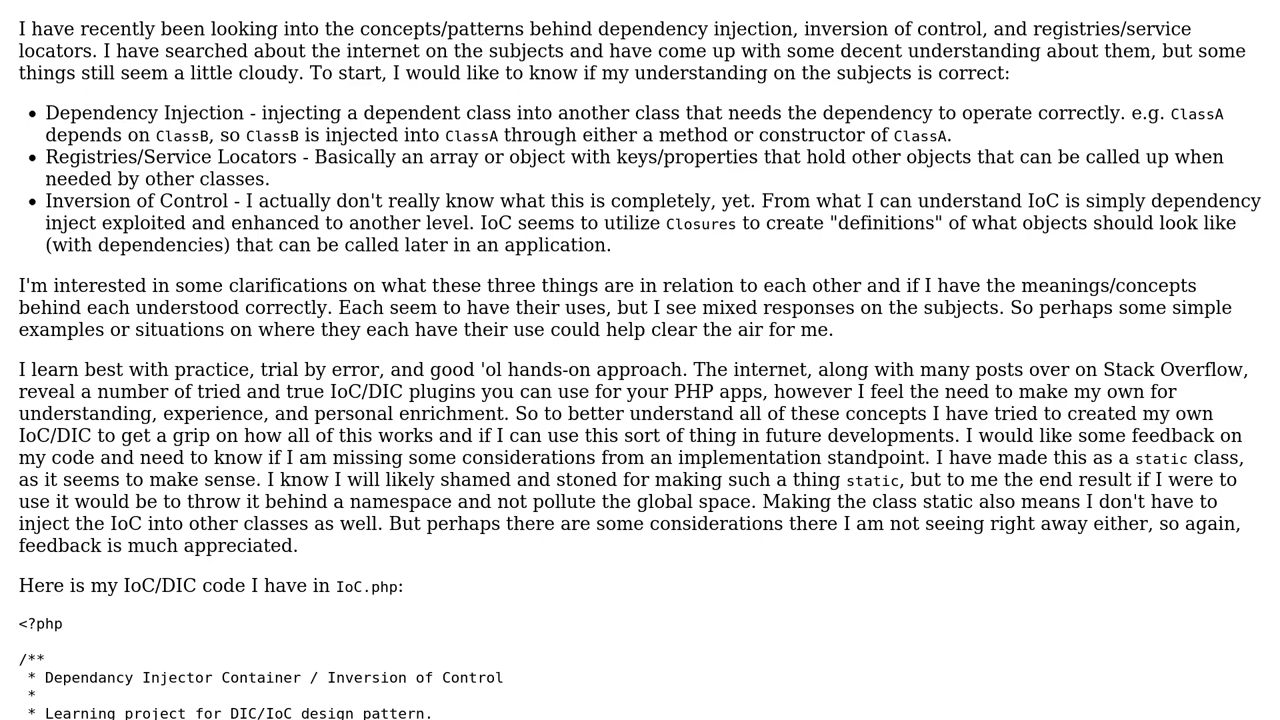 I have recently been looking into the concepts/patterns behind dependency injection, inversion of control, and registries/service
locators. I have searched about the internet on the subjects and have come up with some decent understanding about them, but some
things still seem a little cloudy. To start, I would like to know if my understanding on the subjects is correct:
• Dependency Injection - injecting a dependent class into another class that needs the dependency to operate correctly. e.g. ClassA
depends on ClassB, so ClassB is injected into ClassA through either a method or constructor of ClassA.
• Registries/Service Locators - Basically an array or object with keys/properties that hold other objects that can be called up when
needed by other classes.
• Inversion of Control - I actually don't really know what this is completely, yet. From what I can understand IoC is simply dependency
inject exploited and enhanced to another level. IoC seems to utilize Closures to create "definitions" of what objects should look like
(with dependencies) that can be called later in an application.
I'm interested in some clarifications on what these three things are in relation to each other and if I have the meanings/concepts
behind each understood correctly. Each seem to have their uses, but I see mixed responses on the subjects. So perhaps some simple
examples or situations on where they each have their use could help clear the air for me.
I learn best with practice, trial by error, and good 'ol hands-on approach. The internet, along with many posts over on Stack Overflow,
reveal a number of tried and true IoC/DIC plugins you can use for your PHP apps, however I feel the need to make my own for
understanding, experience, and personal enrichment. So to better understand all of these concepts I have tried to created my own
IoC/DIC to get a grip on how all of this works and if I can use this sort of thing in future developments. I would like some feedback on
my code and need to know if I am missing some considerations from an implementation standpoint. I have made this as a static class,
as it seems to make sense. I know I will likely shamed and stoned for making such a thing static, but to me the end result if I were to
use it would be to throw it behind a namespace and not pollute the global space. Making the class static also means I don't have to
inject the IoC into other classes as well. But perhaps there are some considerations there I am not seeing right away either, so again,
feedback is much appreciated.
Here is my IoC/DIC code I have in IoC.php:
<?php
/**
* Dependancy Injector Container / Inversion of Control
*
* Learning project for DIC/IoC design pattern.